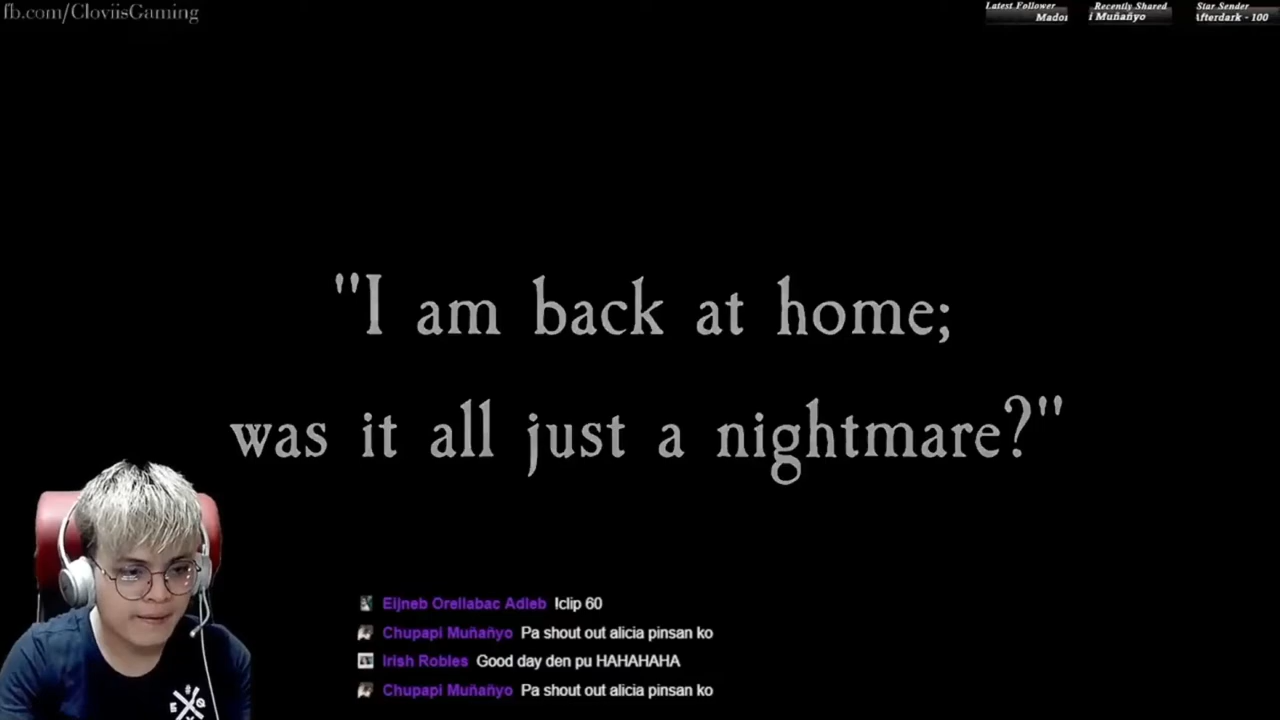 fb.com/CloviisGaming
Latest Follower
Recently Shared
Star Sender
Mado
i Muñañyo
Afterdark - 100
"I am back at home;
was it all just a nightmare?"
Eljneb Orellabac Adleb !clip 60
Chupapi Muñañyo Pa shout out alicia pinsan ko
Irish Robles Good day den pu HAHAHAHA
Chupapi Muñañyo Pa shout out alicia pinsan ko